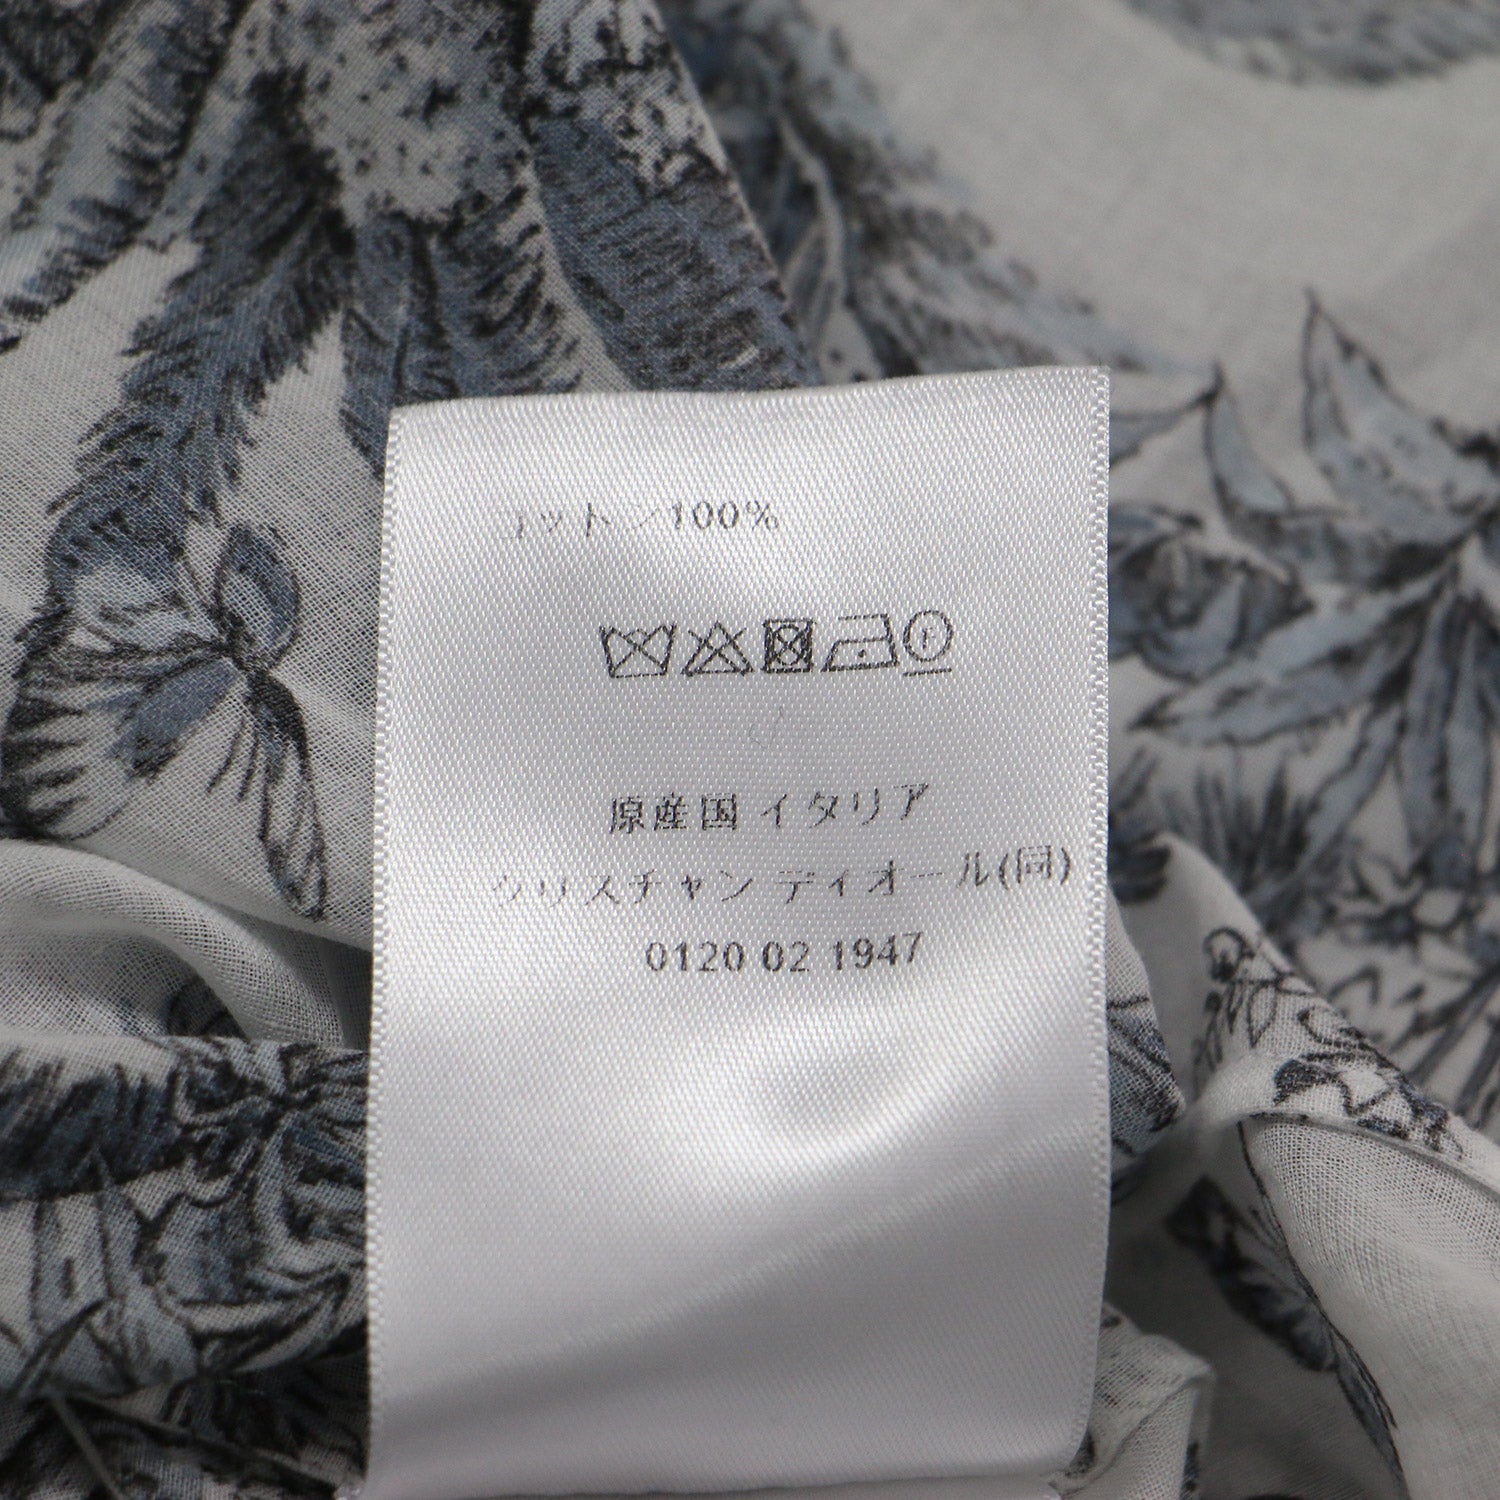 コットン100%
F
原産国 イタリア
クリスチャン ディオール(同)
0120 02 1947